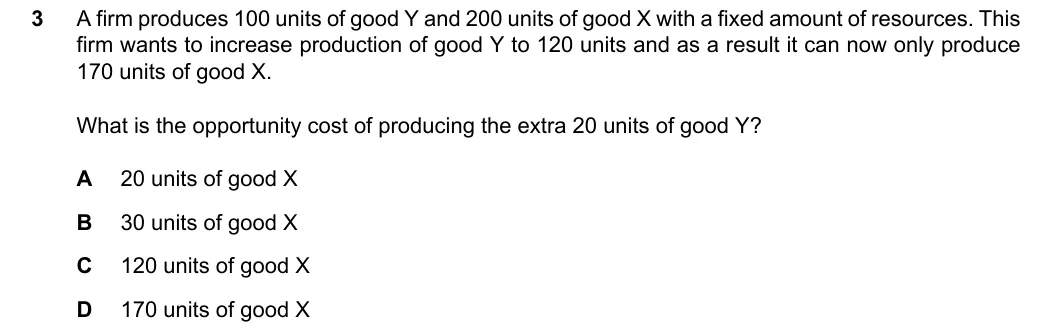 3 A firm produces 100 units of good Y and 200 units of good X with a fixed amount of resources. This
firm wants to increase production of good Y to 120 units and as a result it can now only produce
170 units of good X.
What is the opportunity cost of producing the extra 20 units of good Y?
A 20 units of good X
B 30 units of good X
C 120 units of good X
D 170 units of good X